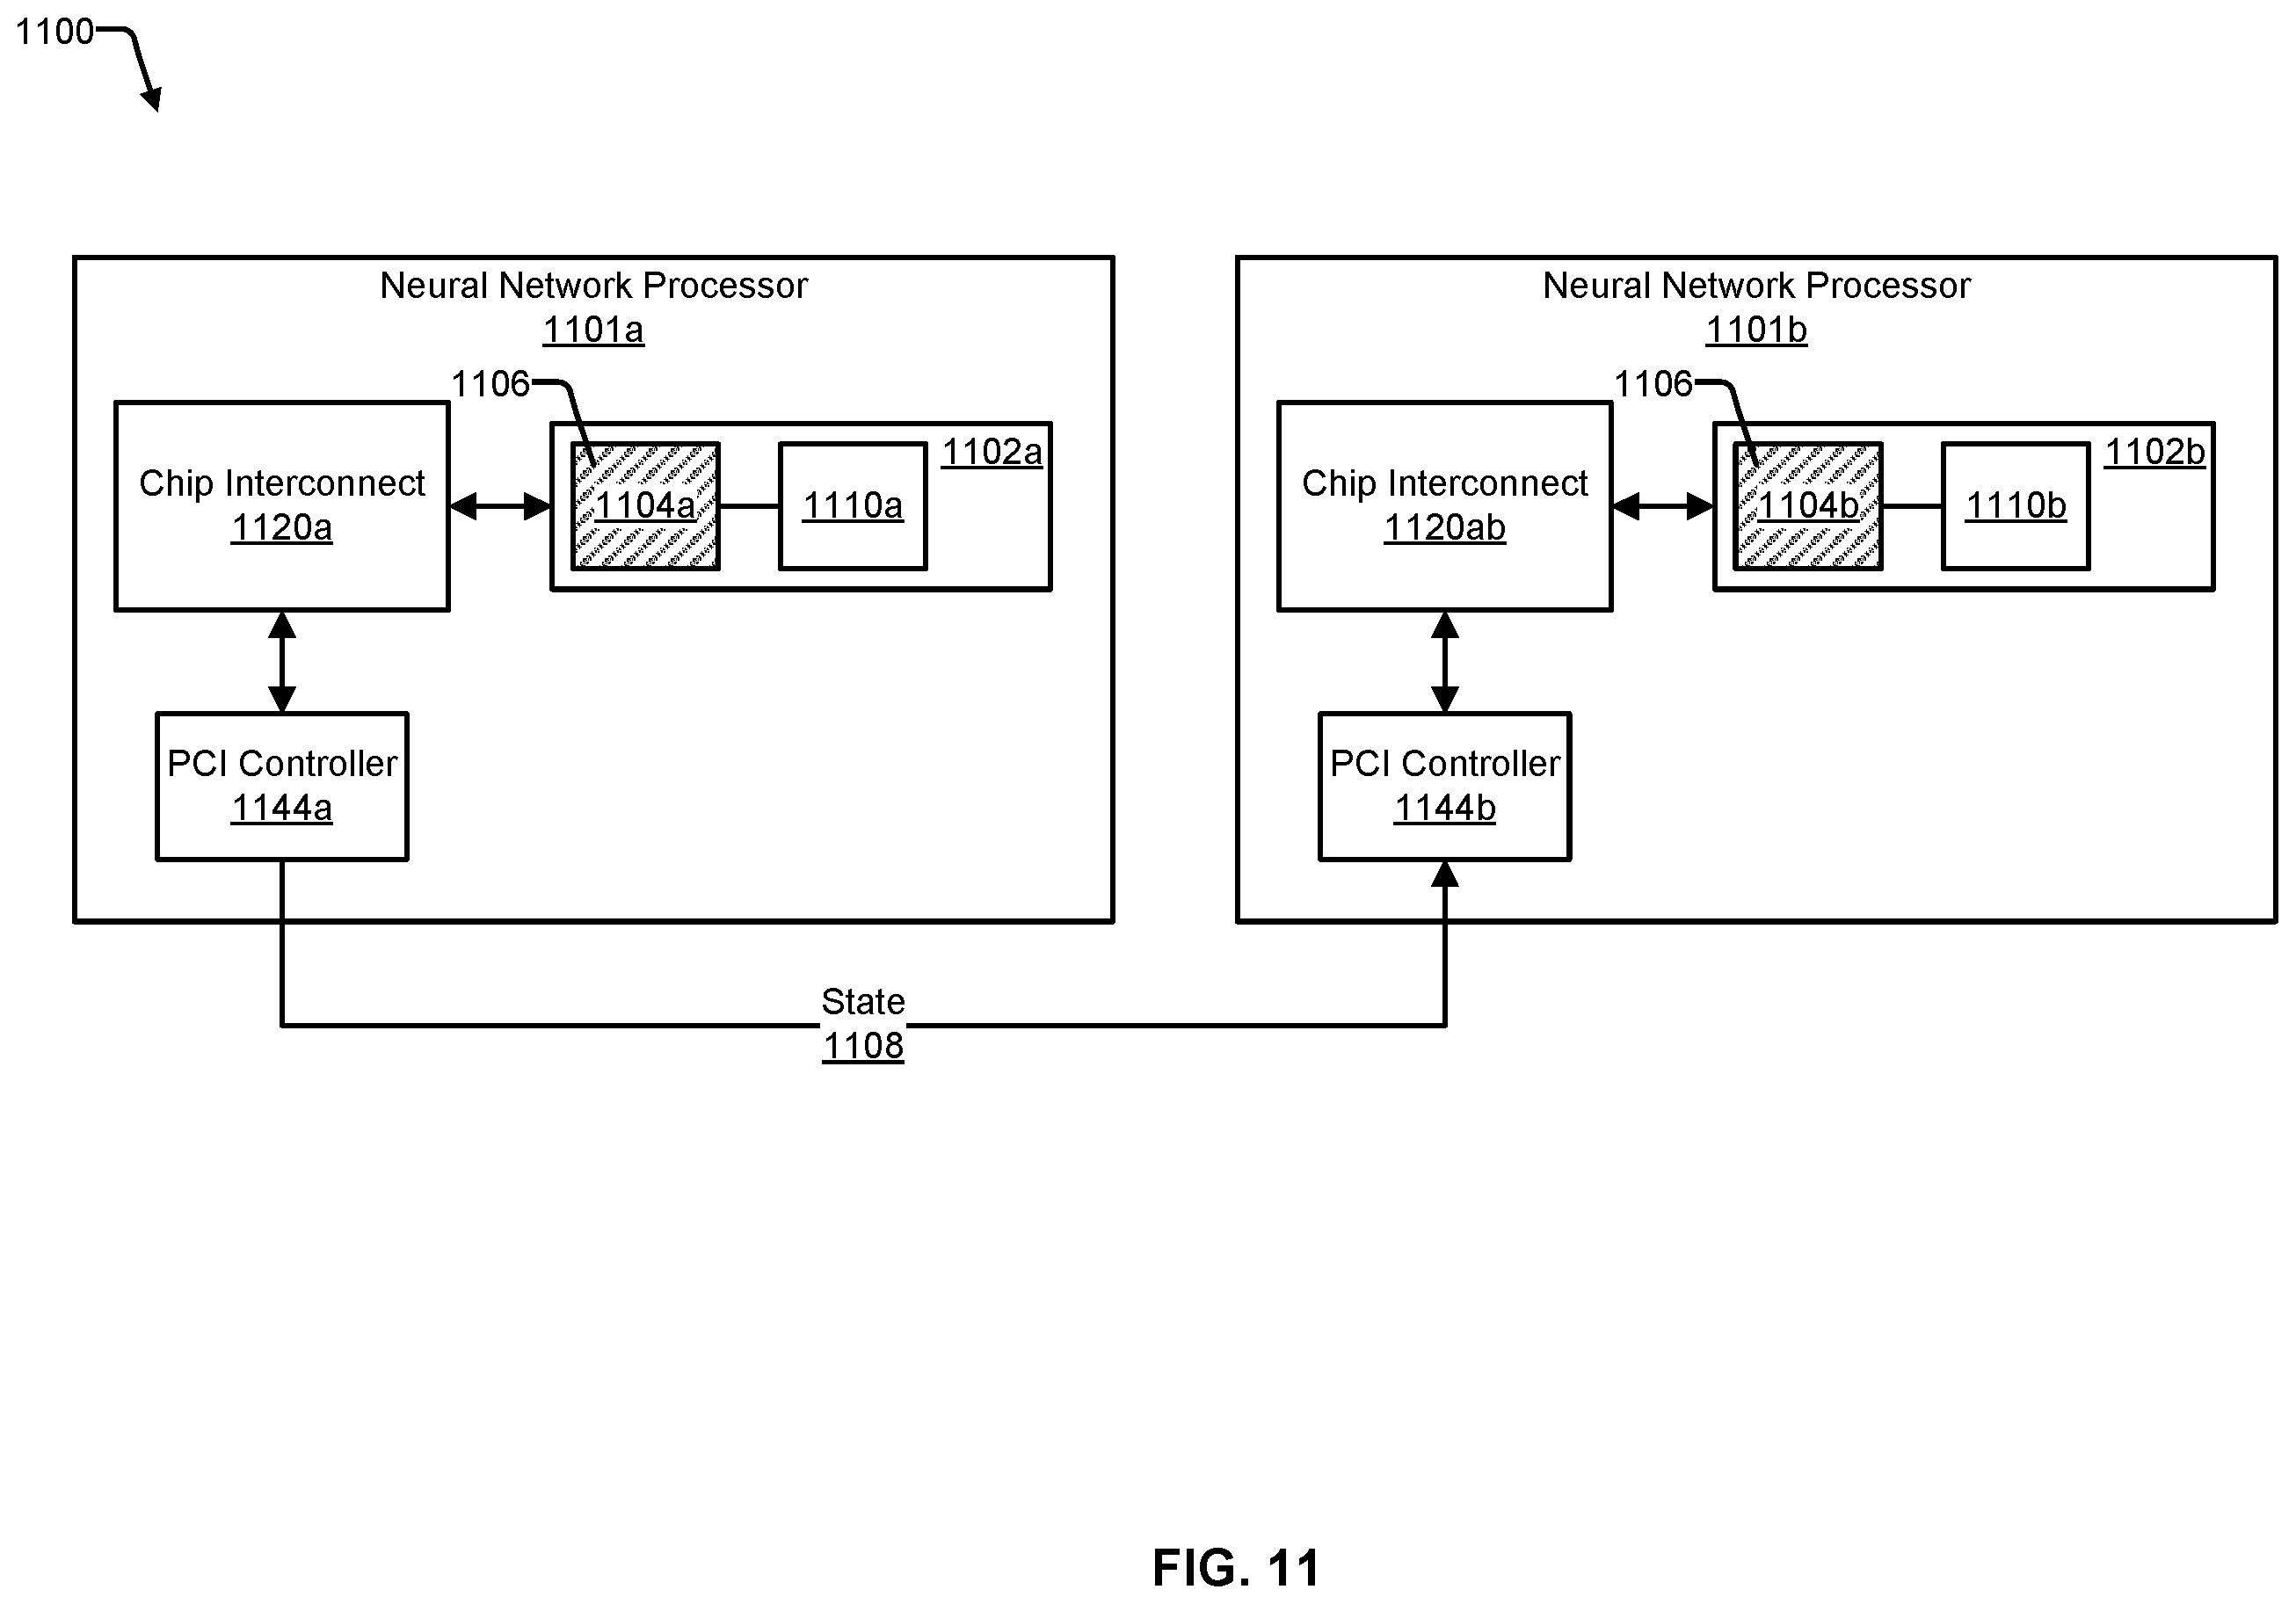 1100
Neural Network Processor
1101a
1106
Chip Interconnect
1120a
1104a
1110a
1102a
PCI Controller
1144a
Neural Network Processor
1101b
1106
Chip Interconnect
1120ab
1104b
1110b
1102b
PCI Controller
1144b
State
1108
FIG. 11